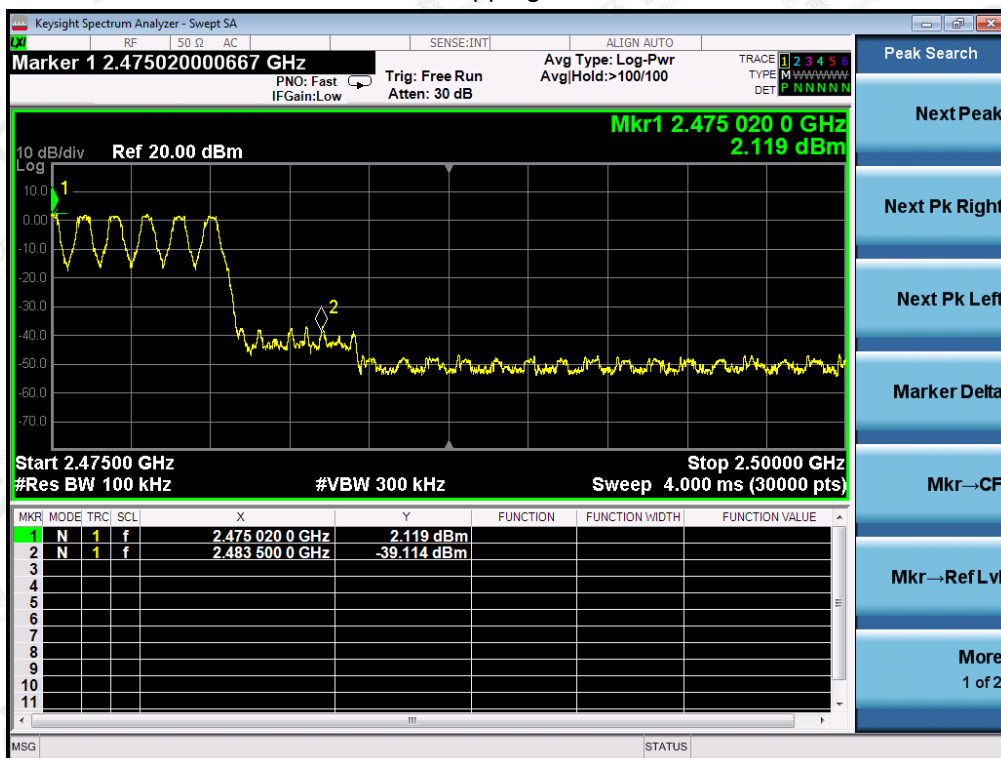 Keysight Spectrum Analyzer - Swept SA
LXI RF 50 Ω AC SENSE:INT ALIGN AUTO
Marker 1 2.475020000667 GHz
PNO: Fast
IFGain:Low
Trig: Free Run
Atten: 30 dB
Avg Type: Log-Pwr
Avg|Hold:>100/100
TRACE 1 2 3 4 5 6
TYPE M W W W W W
DET P N N N N N
Mkr1 2.475 020 0 GHz
2.119 dBm
10 dB/div Ref 20.00 dBm
Log
10.0
0.00
-10.0
-20.0
-30.0
-40.0
-50.0
-60.0
-70.0
1
2
Start 2.47500 GHz Stop 2.50000 GHz
#Res BW 100 kHz #VBW 300 kHz Sweep 4.000 ms (30000 pts)
MKR MODE TRC SCL X Y FUNCTION FUNCTION WIDTH FUNCTION VALUE
1 N 1 f 2.475 020 0 GHz 2.119 dBm
2 N 1 f 2.483 500 0 GHz -39.114 dBm
3
4
5
6
7
8
9
10
11
MSG STATUS
Peak Search
Next Peak
Next Pk Right
Next Pk Left
Marker Delta
Mkr→CF
Mkr→Ref Lvl
More
1 of 2